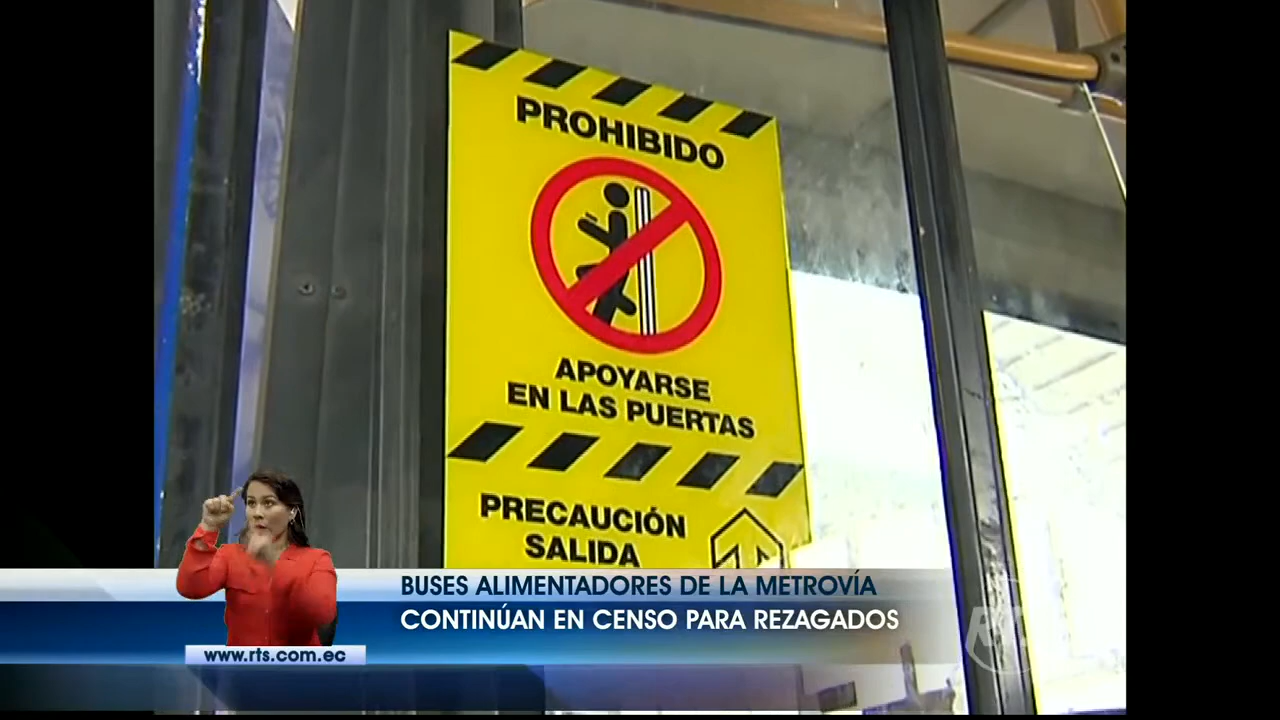 PROHIBIDO
APOYARSE
EN LAS PUERTAS
PRECAUCIÓN
SALIDA
BUSES ALIMENTADORES DE LA METROVÍA
CONTINÚAN EN CENSO PARA REZAGADOS
www.rts.com.ec